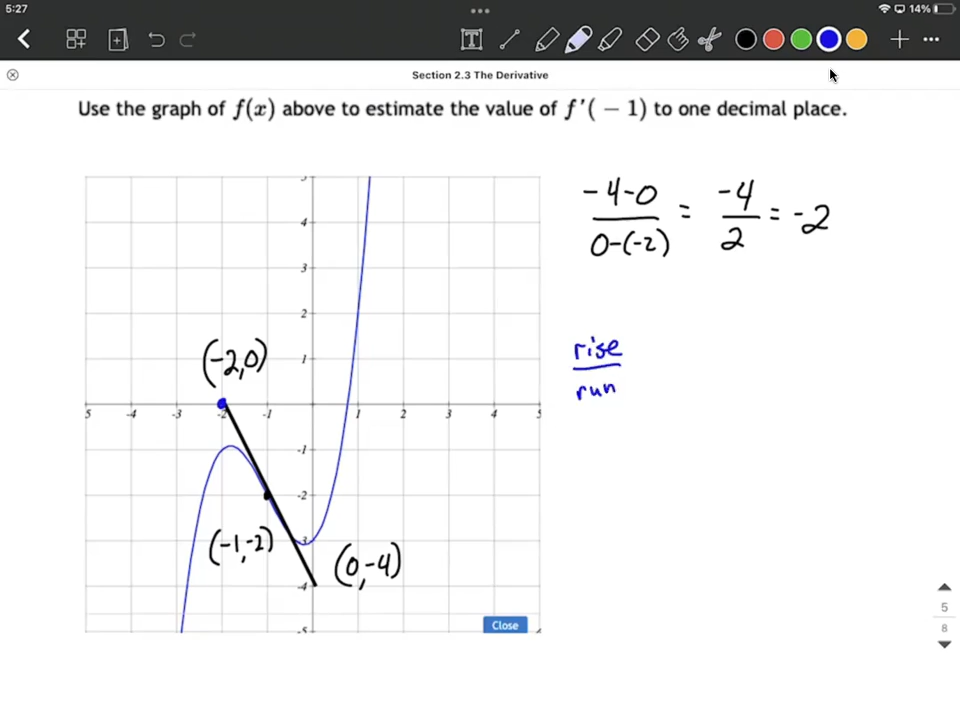 5:27
14%
Section 2.3 The Derivative
Use the graph of f(x) above to estimate the value of f'( − 1) to one decimal place.
-4-0 / 0-(-2) = -4 / 2 = -2
rise
run
(-2,0)
(-1,-2)
(0,-4)
5
4
3
2
1
-1
-2
-3
-4
-5
5 -4 -3 -2 -1 1 2 3 4 5
Close
5
8